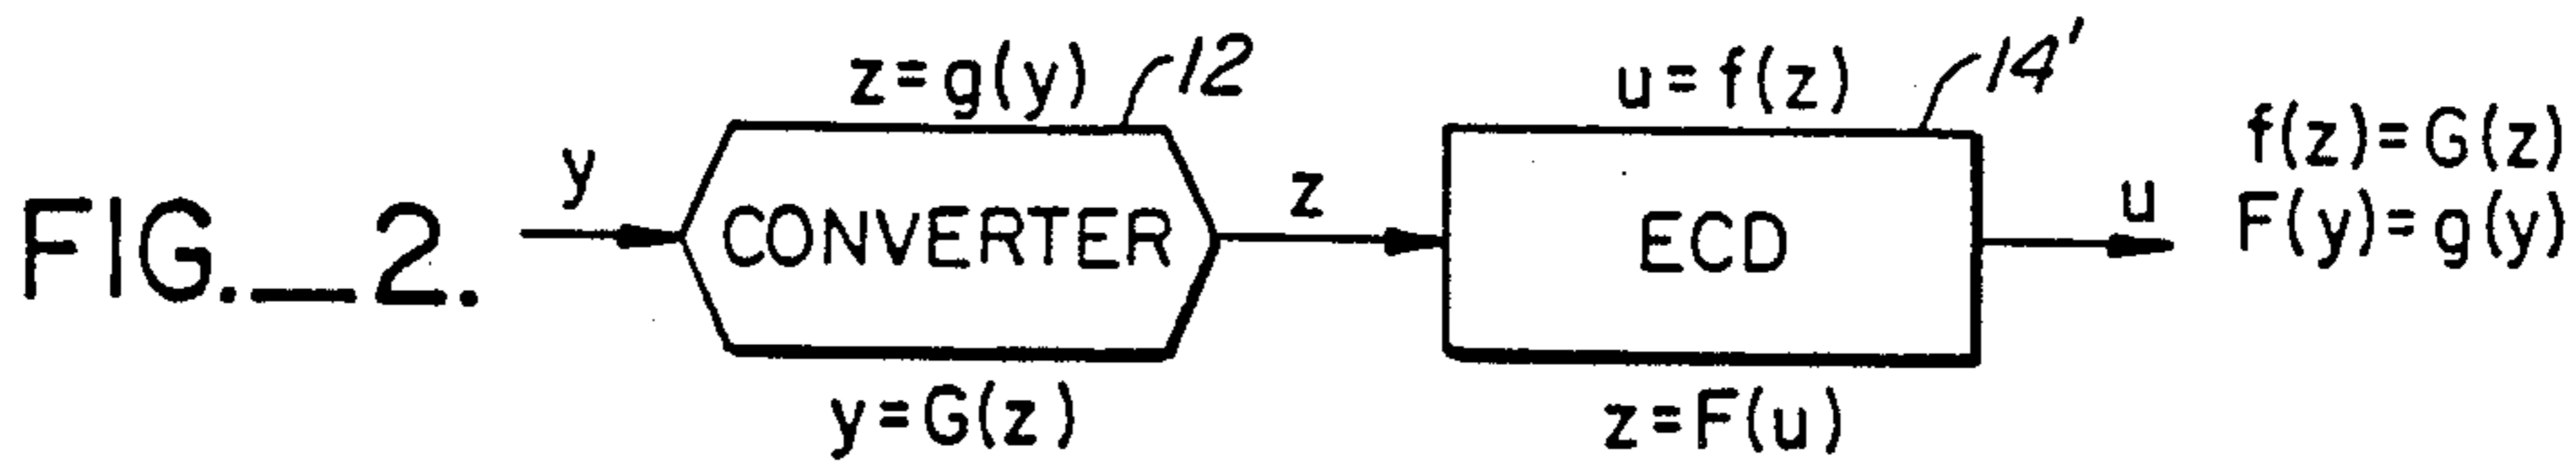 FIG._2.
y
z=g(y)
12
CONVERTER
y=G(z)
z
u=f(z)
14'
ECD
z=F(u)
u
f(z)=G(z)
F(y)=g(y)